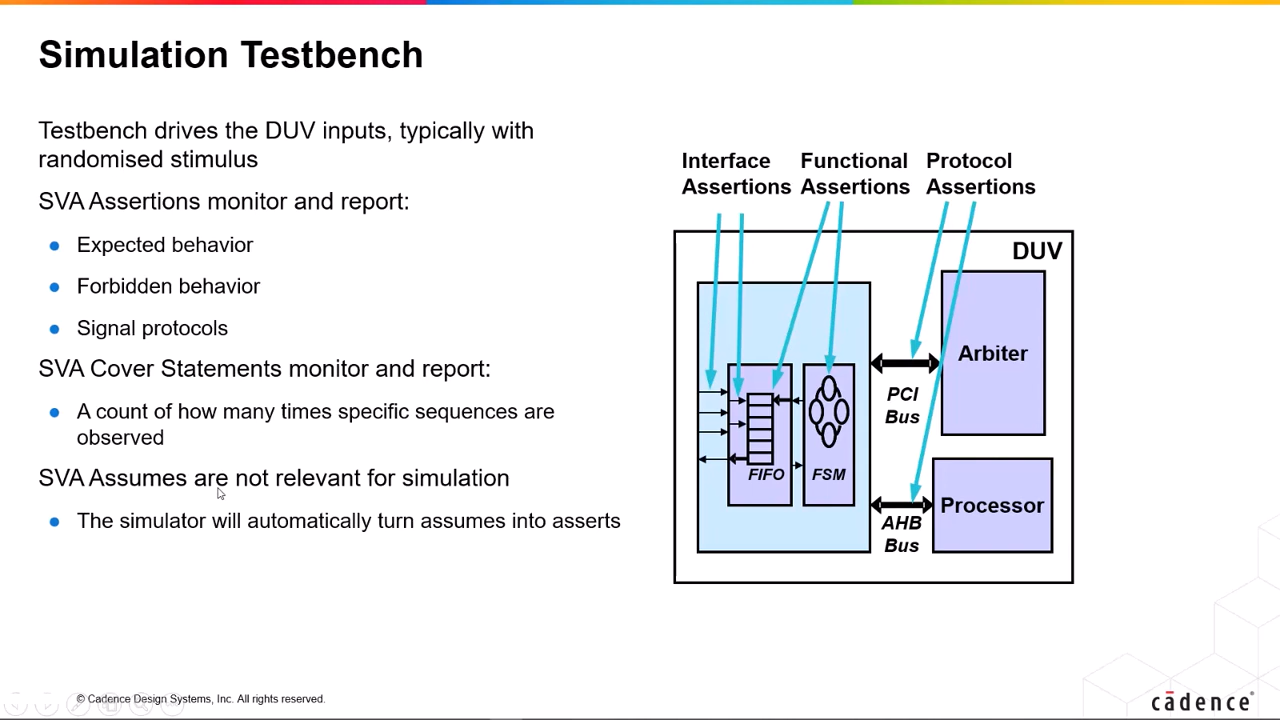 Simulation Testbench
Testbench drives the DUV inputs, typically with
randomised stimulus
SVA Assertions monitor and report:
Expected behavior
Forbidden behavior
Signal protocols
SVA Cover Statements monitor and report:
A count of how many times specific sequences are
observed
SVA Assumes are not relevant for simulation
The simulator will automatically turn assumes into asserts
Interface
Assertions
Functional
Assertions
Protocol
Assertions
DUV
Arbiter
PCI
Bus
FIFO
FSM
Processor
AHB
Bus
© Cadence Design Systems, Inc. All rights reserved.
cādence®